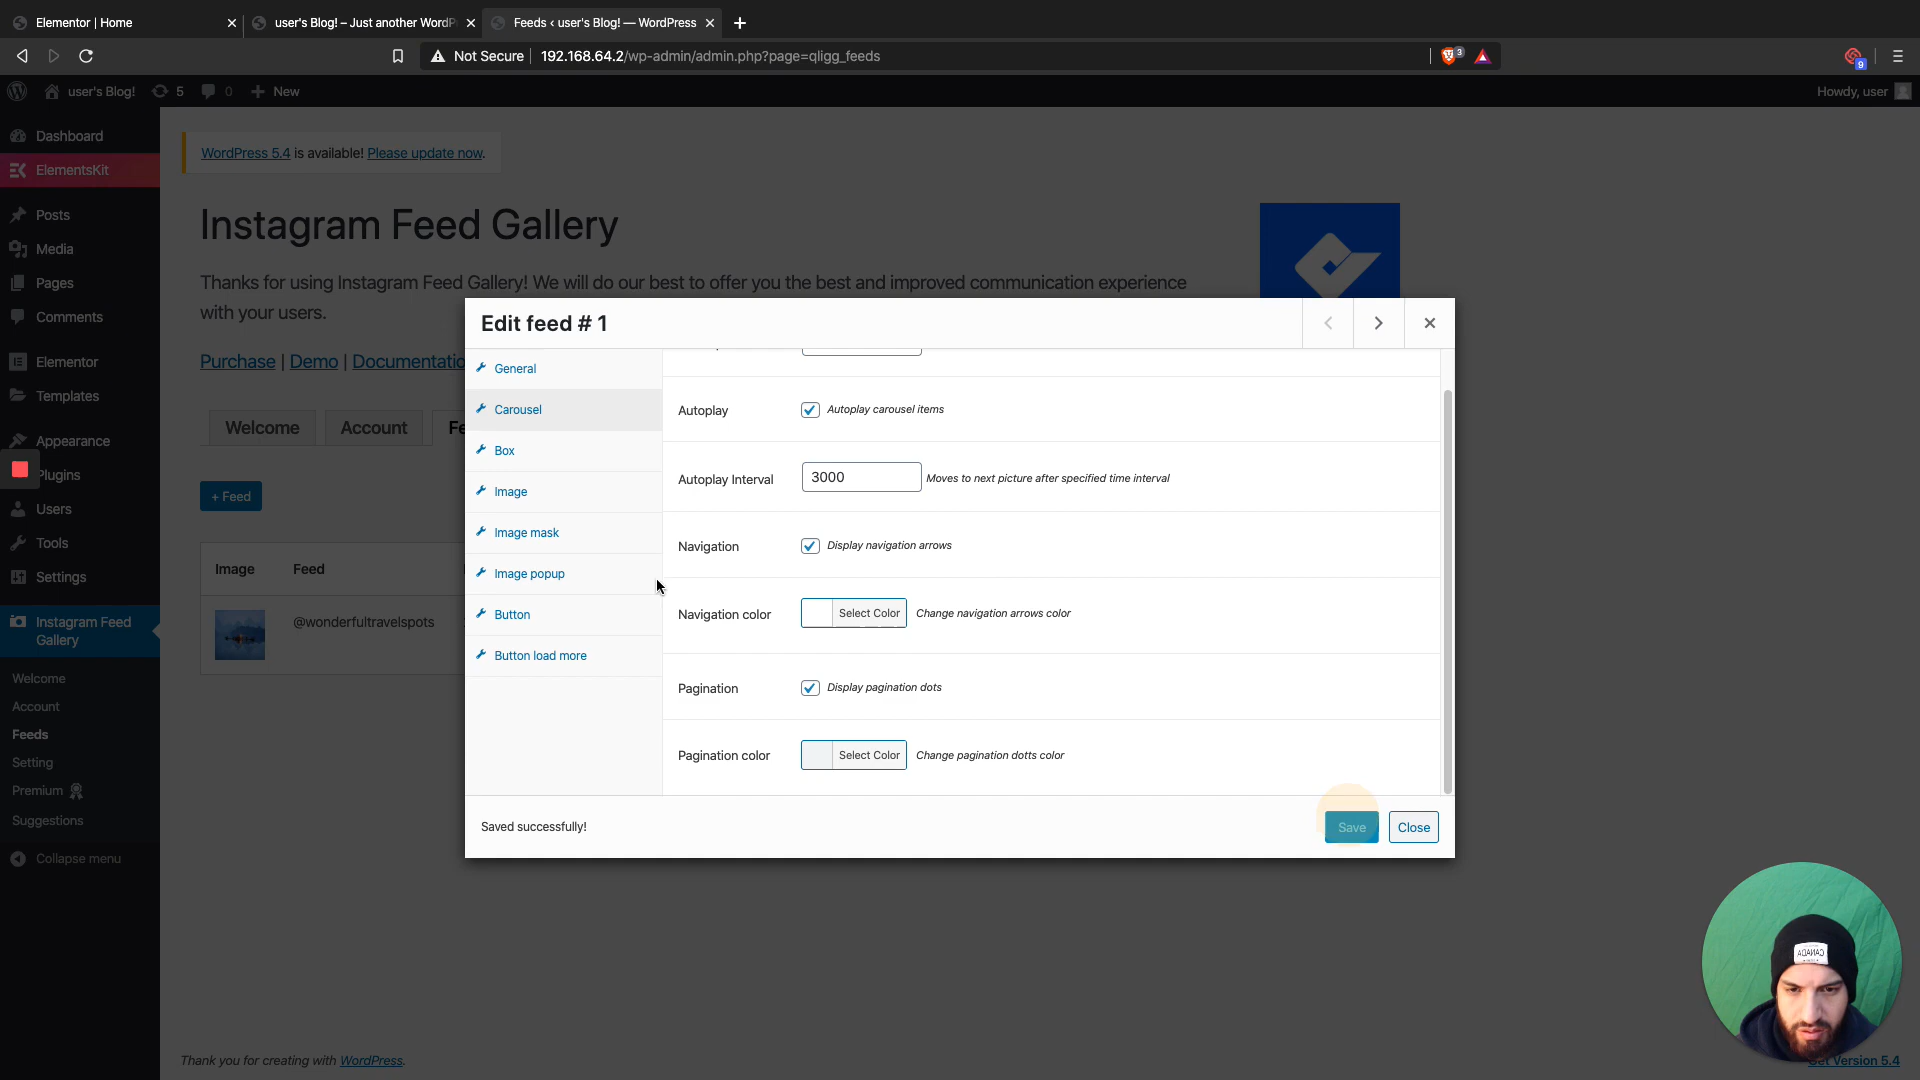 Elementor | Home
user's Blog! – Just another WordP
Feeds ‹ user's Blog! — WordPress
Not Secure
192.168.64.2/wp-admin/admin.php?page=qligg_feeds
3
9
user's Blog!
5
0
New
Howdy, user
Dashboard
ElementsKit
Posts
Media
Pages
Comments
Elementor
Templates
Appearance
Plugins
Users
Tools
Settings
Instagram Feed
Gallery
Welcome
Account
Feeds
Setting
Premium
Suggestions
Collapse menu
WordPress 5.4 is available! Please update now.
Instagram Feed Gallery
Thanks for using Instagram Feed Gallery! We will do our best to offer you the best and improved communication experience
with your users.
Purchase | Demo | Documentatio
Welcome
Account
Fe
+ Feed
Image
Feed
@wonderfultravelspots
Edit feed # 1
General
Carousel
Box
Image
Image mask
Image popup
Button
Button load more
Autoplay
Autoplay carousel items
Autoplay Interval
3000
Moves to next picture after specified time interval
Navigation
Display navigation arrows
Navigation color
Select Color
Change navigation arrows color
Pagination
Display pagination dots
Pagination color
Select Color
Change pagination dotts color
Saved successfully!
Save
Close
CANADA
Thank you for creating with WordPress.
Get Version 5.4